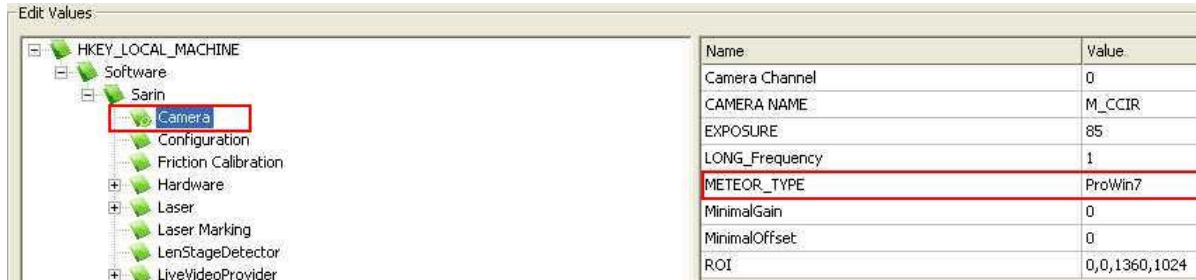 Edit Values
HKEY_LOCAL_MACHINE
Software
Sarin
Camera
Configuration
Friction Calibration
Hardware
Laser
Laser Marking
LenStageDetector
LiveVideoProvider
Name Value
Camera Channel 0
CAMERA NAME M_CCIR
EXPOSURE 85
LONG_Frequency 1
METEOR_TYPE ProWin7
MinimalGain 0
MinimalOffset 0
ROI 0,0,1360,1024